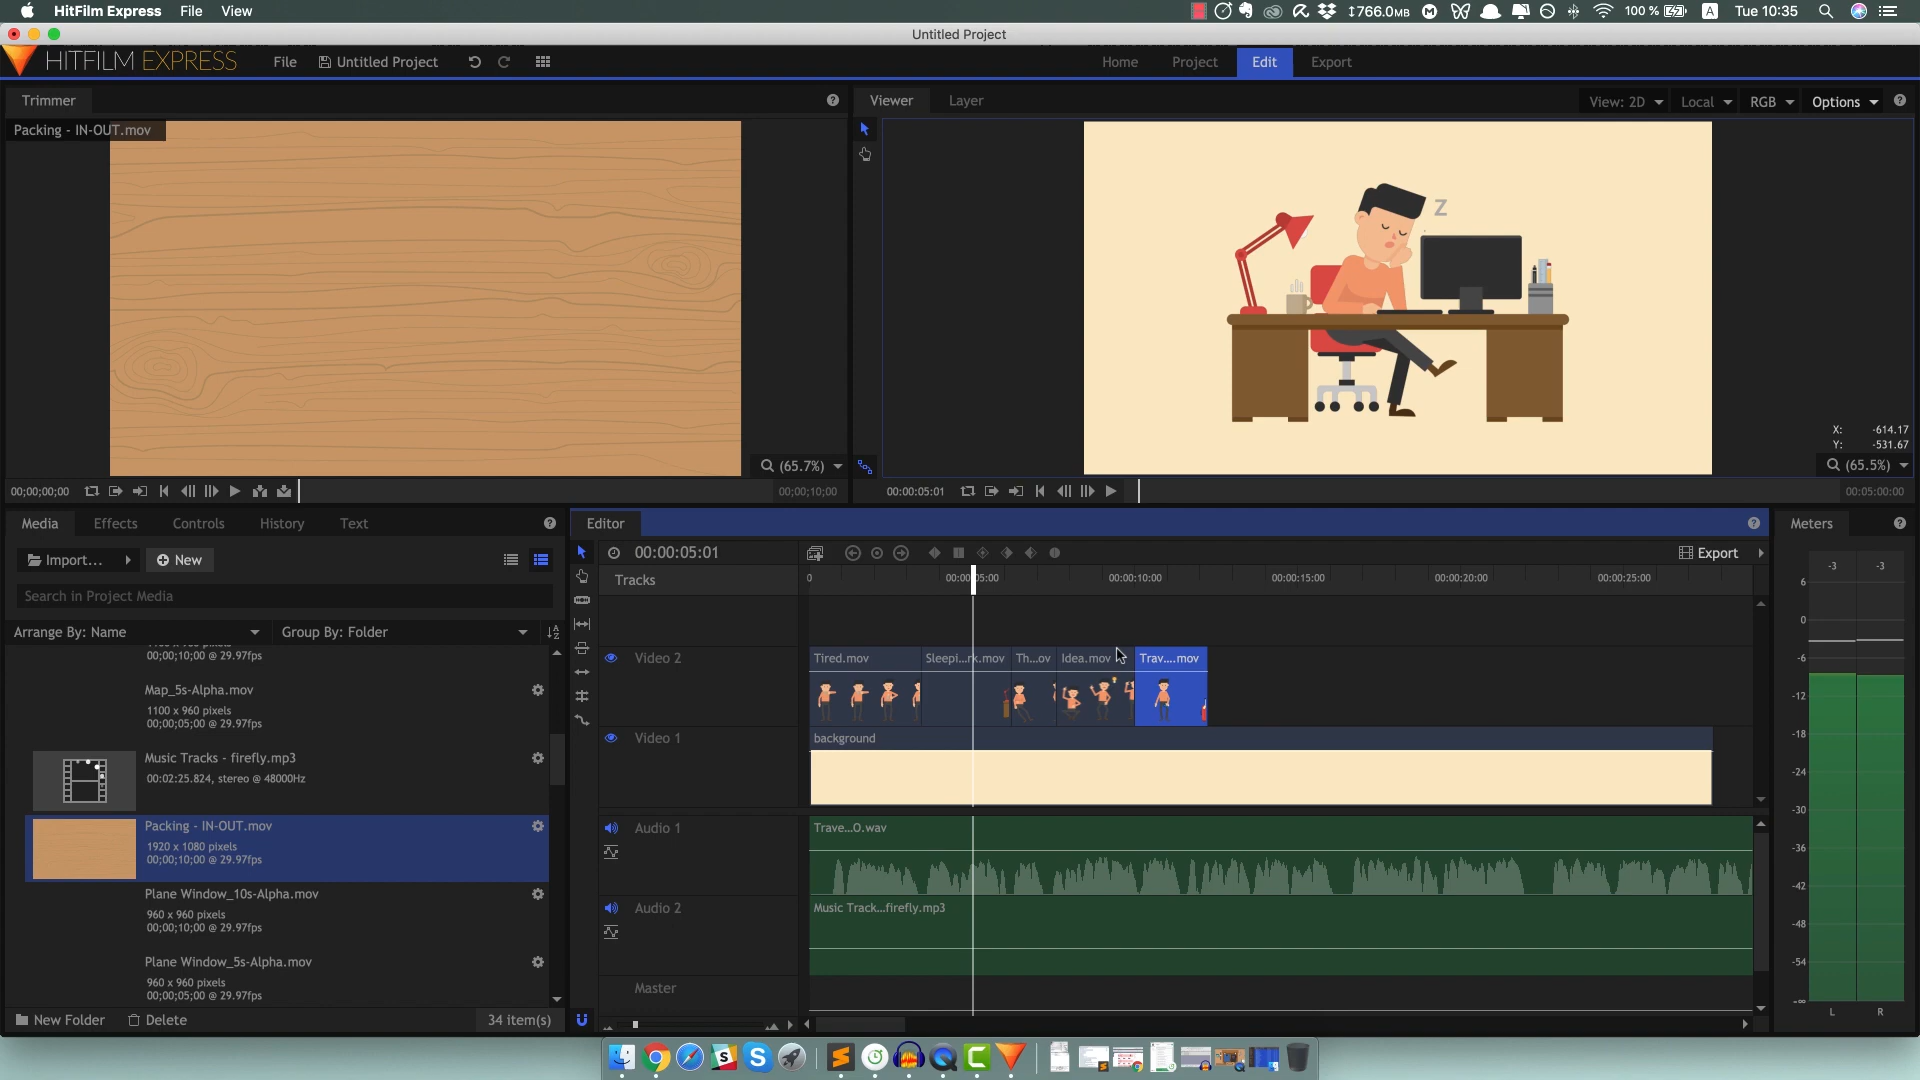 HitFilm Express File View
766.0MB 100 % A Tue 10:35
Untitled Project
HITFILM EXPRESS File Untitled Project Home Project Edit Export
Trimmer
Viewer Layer View: 2D Local RGB Options
Packing - IN-OUT.mov
Z
X: -614.17
Y: -531.67
(65.7%)
(65.5%)
00;00;00;00 00;00;10;00
00:00:05:01 00:05:00:00
Media Effects Controls History Text
Editor
Meters
Import... New
00:00:05:01 Export
Tracks 0 00:00:05:00 00:00:10:00 00:00:15:00 00:00:20:00 00:00:25:00
Search in Project Media
Arrange By: Name Group By: Folder
00;00;10;00 @ 29.97fps
Map_5s-Alpha.mov
1100 x 960 pixels
00;00;05;00 @ 29.97fps
Music Tracks - firefly.mp3
00:02:25.824, stereo @ 48000Hz
Packing - IN-OUT.mov
1920 x 1080 pixels
00;00;10;00 @ 29.97fps
Plane Window_10s-Alpha.mov
960 x 960 pixels
00;00;10;00 @ 29.97fps
Plane Window_5s-Alpha.mov
960 x 960 pixels
00;00;05;00 @ 29.97fps
New Folder Delete 34 item(s)
Video 2 Tired.mov Sleepi...rk.mov Th...ov Idea.mov Trav....mov
Video 1 background
Audio 1 Trave...O.wav
Audio 2 Music Track...firefly.mp3
Master
-3 -3
6
0
-6
-12
-18
-24
-30
-36
-42
-48
-54
-∞
L R